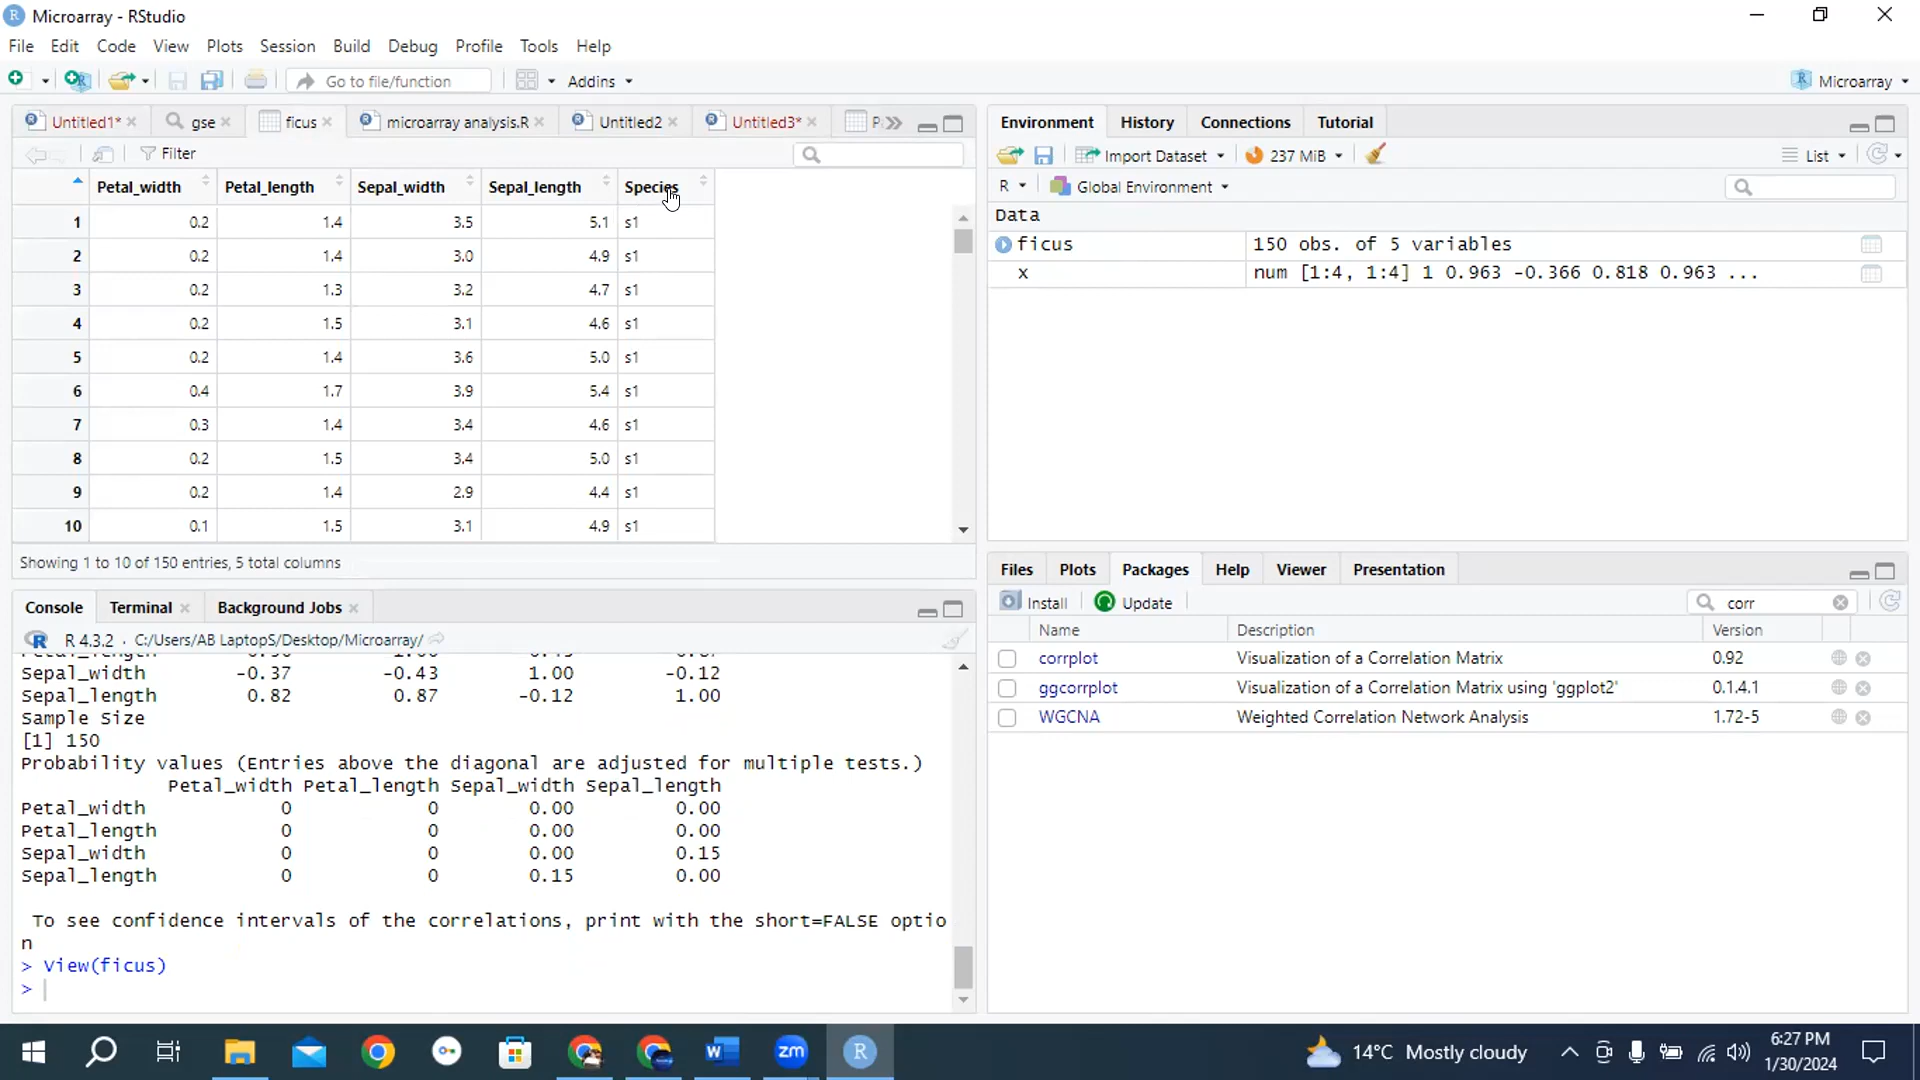 Microarray - RStudio
File Edit Code View Plots Session Build Debug Profile Tools Help
Go to file/function Addins Microarray
Untitled1* gse ficus microarray analysis.R Untitled2 Untitled3*
Filter
Petal_width Petal_length Sepal_width Sepal_length Species
1 0.2 1.4 3.5 5.1 s1
2 0.2 1.4 3.0 4.9 s1
3 0.2 1.3 3.2 4.7 s1
4 0.2 1.5 3.1 4.6 s1
5 0.2 1.4 3.6 5.0 s1
6 0.4 1.7 3.9 5.4 s1
7 0.3 1.4 3.4 4.6 s1
8 0.2 1.5 3.4 5.0 s1
9 0.2 1.4 2.9 4.4 s1
10 0.1 1.5 3.1 4.9 s1
Showing 1 to 10 of 150 entries, 5 total columns
Console Terminal Background Jobs
R 4.3.2 · C:/Users/AB LaptopS/Desktop/Microarray/
Sepal_width -0.37 -0.43 1.00 -0.12
Sepal_length 0.82 0.87 -0.12 1.00
Sample Size
[1] 150
Probability values (Entries above the diagonal are adjusted for multiple tests.)
Petal_width Petal_length Sepal_width Sepal_length
Petal_width 0 0 0.00 0.00
Petal_length 0 0 0.00 0.00
Sepal_width 0 0 0.00 0.15
Sepal_length 0 0 0.15 0.00
To see confidence intervals of the correlations, print with the short=FALSE optio
n
> View(ficus)
>
Environment History Connections Tutorial
Import Dataset 237 MiB List
R Global Environment
Data
ficus 150 obs. of 5 variables
x num [1:4, 1:4] 1 0.963 -0.366 0.818 0.963 ...
Files Plots Packages Help Viewer Presentation
Install Update corr
Name Description Version
corrplot Visualization of a Correlation Matrix 0.92
ggcorrplot Visualization of a Correlation Matrix using 'ggplot2' 0.1.4.1
WGCNA Weighted Correlation Network Analysis 1.72-5
14°C Mostly cloudy
6:27 PM
1/30/2024